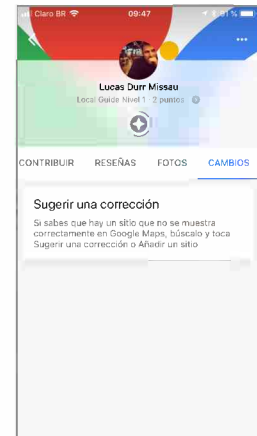 Claro BR
09:47
81 %
Lucas Durr Missau
Local Guide Nivel 1 · 2 puntos
CONTRIBUIR RESEÑAS FOTOS CAMBIOS
Sugerir una corrección
Si sabes que hay un sitio que no se muestra
correctamente en Google Maps, búscalo y toca
Sugerir una corrección o Añadir un sitio